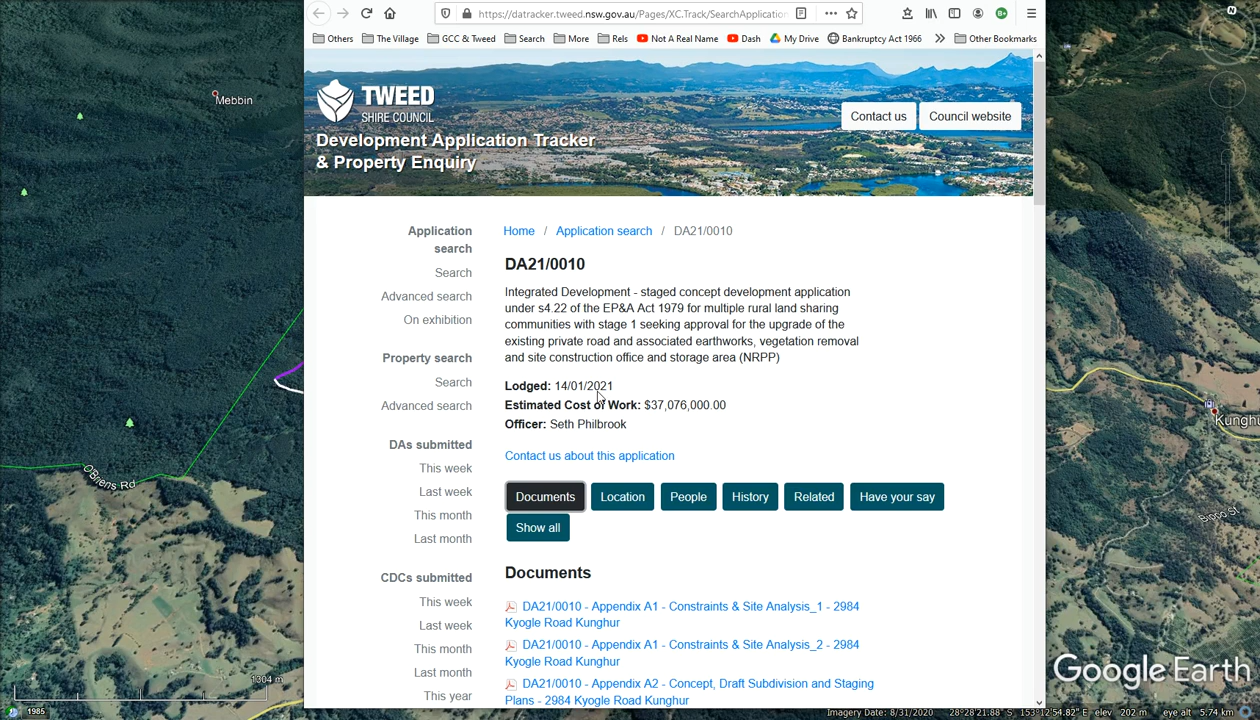 https://datracker.tweed.nsw.gov.au/Pages/XC.Track/SearchApplication
Others The Village GCC & Tweed Search More Rels Not A Real Name Dash My Drive Bankruptcy Act 1966 Other Bookmarks
N
Mebbin
TWEED
SHIRE COUNCIL
Contact us Council website
Development Application Tracker
& Property Enquiry
Application
search
Search
Advanced search
On exhibition
Property search
Search
Advanced search
DAs submitted
This week
Last week
This month
Last month
CDCs submitted
This week
Last week
This month
Last month
This year
Home / Application search / DA21/0010
DA21/0010
Integrated Development - staged concept development application
under s4.22 of the EP&A Act 1979 for multiple rural land sharing
communities with stage 1 seeking approval for the upgrade of the
existing private road and associated earthworks, vegetation removal
and site construction office and storage area (NRPP)
Lodged: 14/01/2021
Estimated Cost of Work: $37,076,000.00
Officer: Seth Philbrook
Contact us about this application
Documents Location People History Related Have your say
Show all
Documents
DA21/0010 - Appendix A1 - Constraints & Site Analysis_1 - 2984
Kyogle Road Kunghur
DA21/0010 - Appendix A1 - Constraints & Site Analysis_2 - 2984
Kyogle Road Kunghur
DA21/0010 - Appendix A2 - Concept, Draft Subdivision and Staging
Plans - 2984 Kyogle Road Kunghur
O'Briens Rd
Kunghu
1304 m
Google Earth
1985
Imagery Date: 8/31/2020 28°28'21.88" S 153°12'54.82" E elev 202 m eye alt 5.74 km